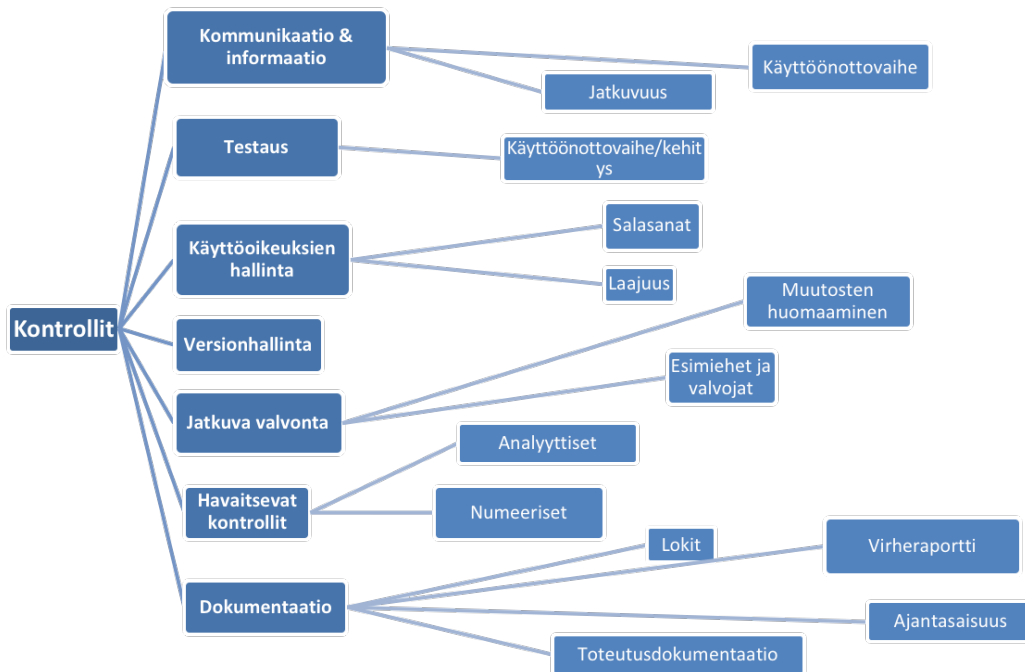 Kommunikaatio &
informaatio
Käyttöönottovaihe
Jatkuvuus
Testaus
Käyttöönottovaihe/kehit
ys
Käyttöoikeuksien
hallinta
Salasanat
Laajuus
Kontrollit
Versionhallinta
Jatkuva valvonta
Muutosten
huomaaminen
Esimiehet ja
valvojat
Havaitsevat
kontrollit
Analyyttiset
Numeeriset
Dokumentaatio
Lokit
Virheraportti
Ajantasaisuus
Toteutusdokumentaatio